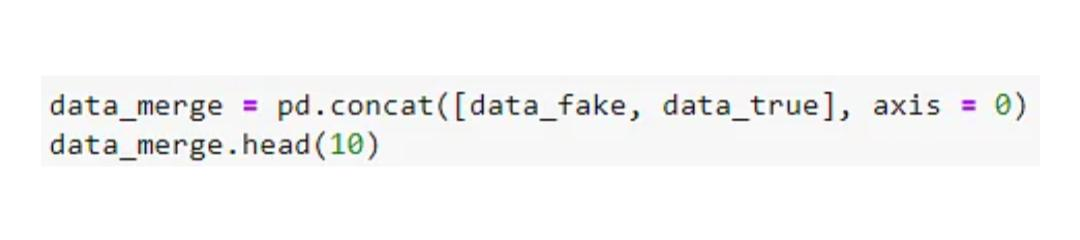 data_merge = pd.concat([data_fake, data_true], axis = 0)
data_merge.head(10)